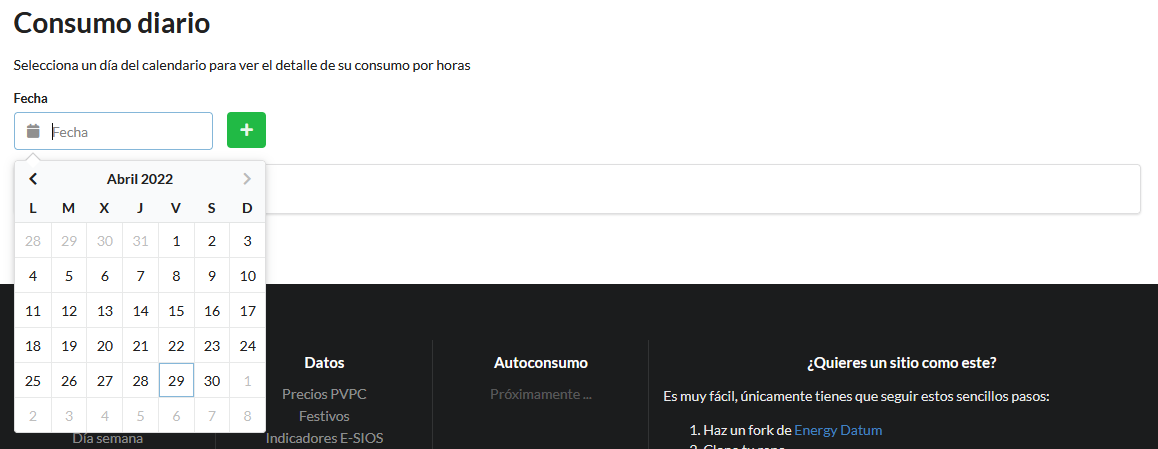 Consumo diario
Selecciona un día del calendario para ver el detalle de su consumo por horas
Fecha
Fecha
Abril 2022
L M X J V S D
28 29 30 31 1 2 3
4 5 6 7 8 9 10
11 12 13 14 15 16 17
18 19 20 21 22 23 24
25 26 27 28 29 30 1
2 3 4 5 6 7 8
Día semana
Datos
Precios PVPC
Festivos
Indicadores E-SIOS
Autoconsumo
Próximamente ...
¿Quieres un sitio como este?
Es muy fácil, únicamente tienes que seguir estos sencillos pasos:
1. Haz un fork de Energy Datum